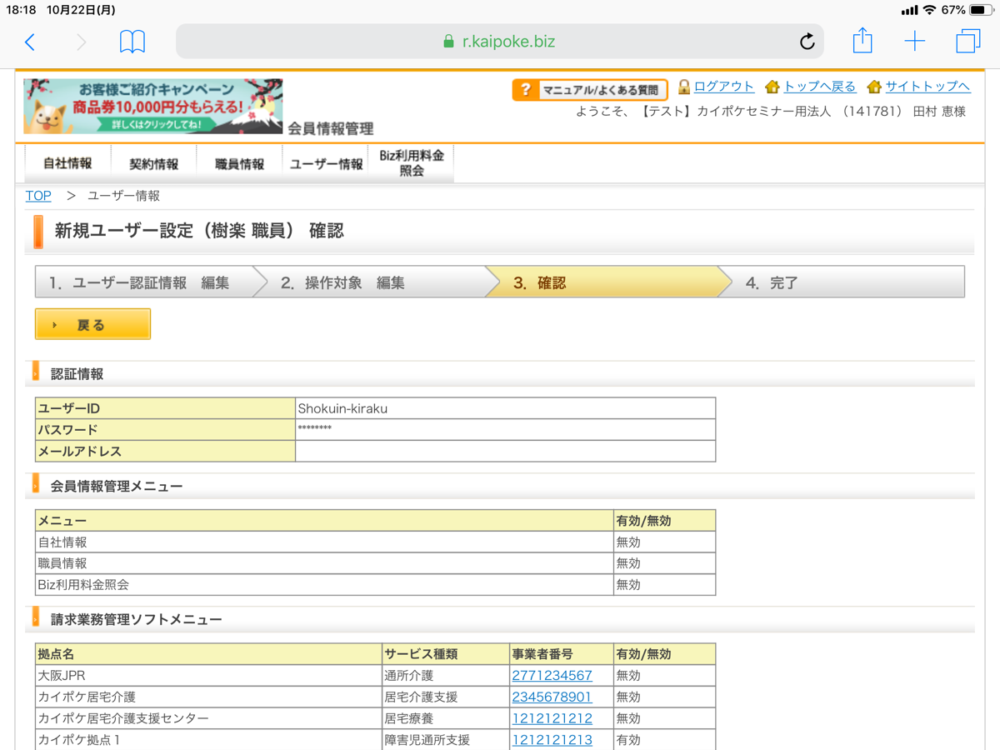 18:18 10月22日(月)
67%
r.kaipoke.biz
お客様ご紹介キャンペーン
商品券10,000円分もらえる!
詳しくはクリックしてね!
会員情報管理
? マニュアル/よくある質問 ログアウト トップへ戻る サイトトップへ
ようこそ、【テスト】カイポケセミナー用法人 （141781） 田村 恵様
自社情報 契約情報 職員情報 ユーザー情報 Biz利用料金
照会
TOP ＞ ユーザー情報
新規ユーザー設定（樹楽 職員） 確認
1. ユーザー認証情報 編集 2. 操作対象 編集 3. 確認 4. 完了
戻る
認証情報
ユーザーID Shokuin-kiraku
パスワード ********
メールアドレス
会員情報管理メニュー
メニュー 有効/無効
自社情報 無効
職員情報 無効
Biz利用料金照会 無効
請求業務管理ソフトメニュー
拠点名 サービス種類 事業者番号 有効/無効
大阪JPR 通所介護 2771234567 無効
カイポケ居宅介護 居宅介護支援 2345678901 無効
カイポケ居宅介護支援センター 居宅療養 1212121212 無効
カイポケ拠点１ 障害児通所支援 1212121213 有効